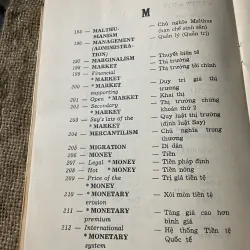 M
195 — MALTHU- — Chủ nghĩa Malthus
SIANISM (hạn chế sinh sản)
196 — MANAGEMENT — Quản lý (Quản trị)
(ADMINISTRA-
TION)
197 — MARGINALISM — Thuyết biên tế
198 — MARKET — Thị trường
199 — Financial — Thị trường tài chính
* MARKET
200 — * MARKET — Duy trì giá thị
supporting trường
201 — Open * MARKET — Khai thị
202 — Secondary — Thị trường chứng
* MARKET khoán thứ 2
203 — Say's law of the — Quy luật thị trường
* MARKET (định luật Say)
204 — MERCANTILISM — Chủ nghĩa trọng
thương
205 — MIGRATION — Di dân
206 — MONEY — Tiền
207 — Legal * MONEY — Tiền pháp định
208 — Hot * MONEY — Tiền nóng
209 — Price of the — Trị giá tiền tệ
* MONEY
210 — * MONETARY — Xói mòn tiền tệ
erosion
211 — * MONETARY — Tăng giá cao hơn
premium bình giá
212 — International — Hệ thống Tiền tệ
* MONETARY Quốc tế
system